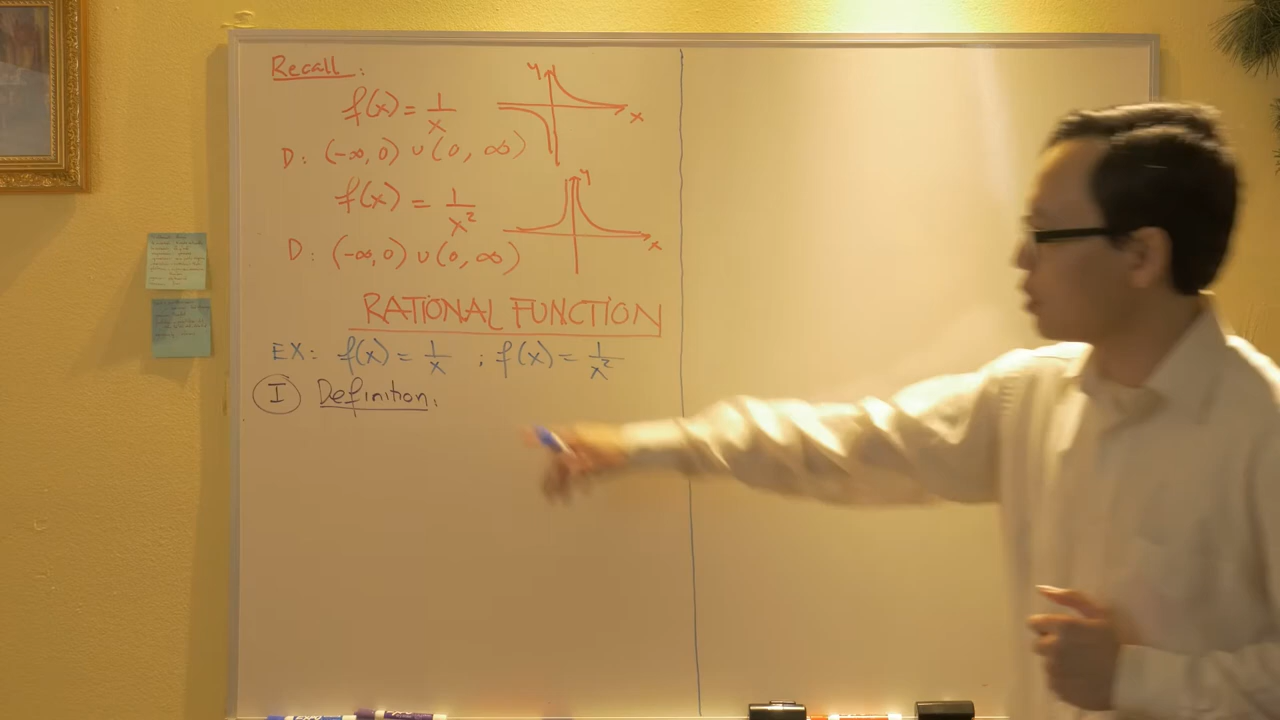 Recall:
f(x) = 1/x
y
x
D: (-∞, 0) ∪ (0, ∞)
f(x) = 1/x²
y
x
D: (-∞, 0) ∪ (0, ∞)
RATIONAL FUNCTION
EX: f(x) = 1/x ; f(x) = 1/x²
I Definition: